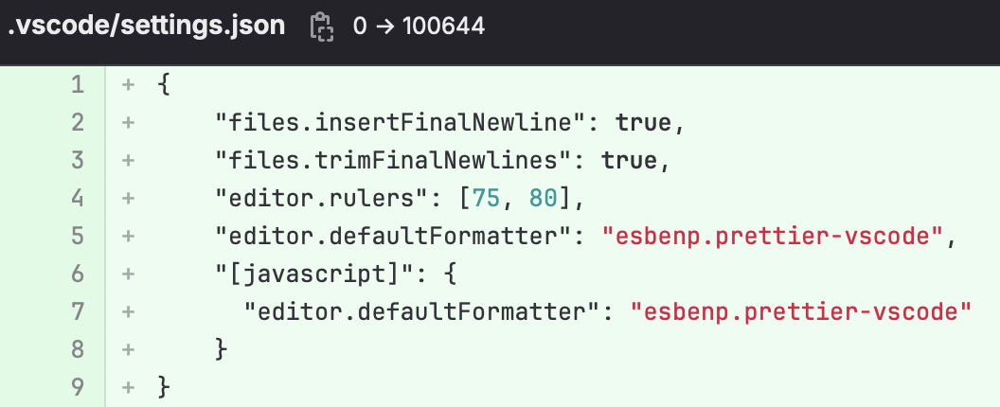 .vscode/settings.json 0 → 100644
1 + {
2 +     "files.insertFinalNewline": true,
3 +     "files.trimFinalNewlines": true,
4 +     "editor.rulers": [75, 80],
5 +     "editor.defaultFormatter": "esbenp.prettier-vscode",
6 +     "[javascript]": {
7 +       "editor.defaultFormatter": "esbenp.prettier-vscode"
8 +     }
9 + }